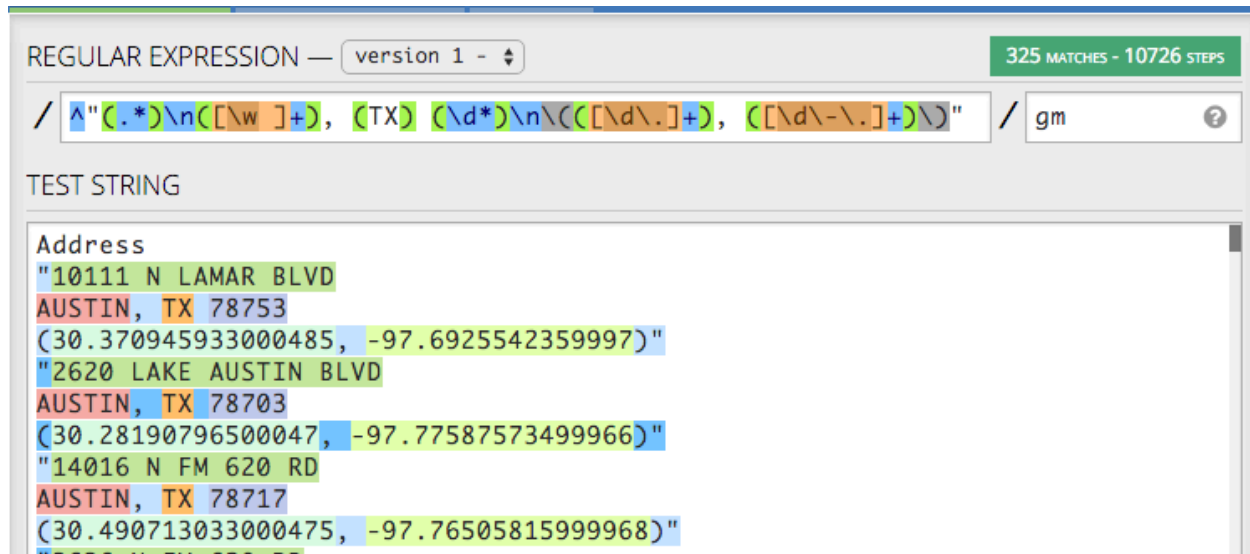 REGULAR EXPRESSION — version 1 -
325 MATCHES - 10726 STEPS
/ ^"(.*)\n([\w ]+), (TX) (\d*)\n\(([\d\.]+), ([\d\-\.]+)\)" / gm ?
TEST STRING
Address
"10111 N LAMAR BLVD
AUSTIN, TX 78753
(30.370945933000485, -97.6925542359997)"
"2620 LAKE AUSTIN BLVD
AUSTIN, TX 78703
(30.28190796500047, -97.77587573499966)"
"14016 N FM 620 RD
AUSTIN, TX 78717
(30.490713033000475, -97.76505815999968)"